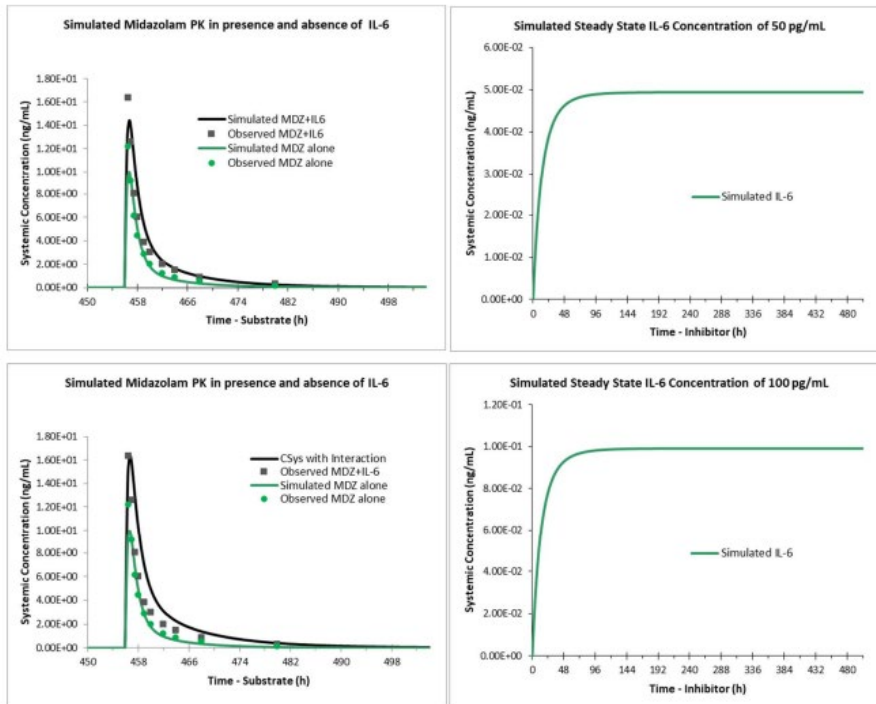 Simulated Midazolam PK in presence and absence of IL-6
Systemic Concentration (ng/mL)
1.80E+01
1.60E+01
1.40E+01
1.20E+01
1.00E+01
8.00E+00
6.00E+00
4.00E+00
2.00E+00
0.00E+00
Simulated MDZ+IL6
Observed MDZ+IL6
Simulated MDZ alone
Observed MDZ alone
450 458 466 474 482 490 498
Time - Substrate (h)
Simulated Steady State IL-6 Concentration of 50 pg/mL
Systemic Concentration (ng/mL)
6.00E-02
5.00E-02
4.00E-02
3.00E-02
2.00E-02
1.00E-02
0.00E+00
Simulated IL-6
0 48 96 144 192 240 288 336 384 432 480
Time - Inhibitor (h)
Simulated Midazolam PK in presence and absence of IL-6
Systemic Concentration (ng/mL)
1.80E+01
1.60E+01
1.40E+01
1.20E+01
1.00E+01
8.00E+00
6.00E+00
4.00E+00
2.00E+00
0.00E+00
CSys with Interaction
Observed MDZ+IL-6
Simulated MDZ alone
Observed MDZ alone
450 458 466 474 482 490 498
Time - Substrate (h)
Simulated Steady State IL-6 Concentration of 100 pg/mL
Systemic Concentration (ng/mL)
1.20E-01
1.00E-01
8.00E-02
6.00E-02
4.00E-02
2.00E-02
0.00E+00
Simulated IL-6
0 48 96 144 192 240 288 336 384 432 480
Time - Inhibitor (h)